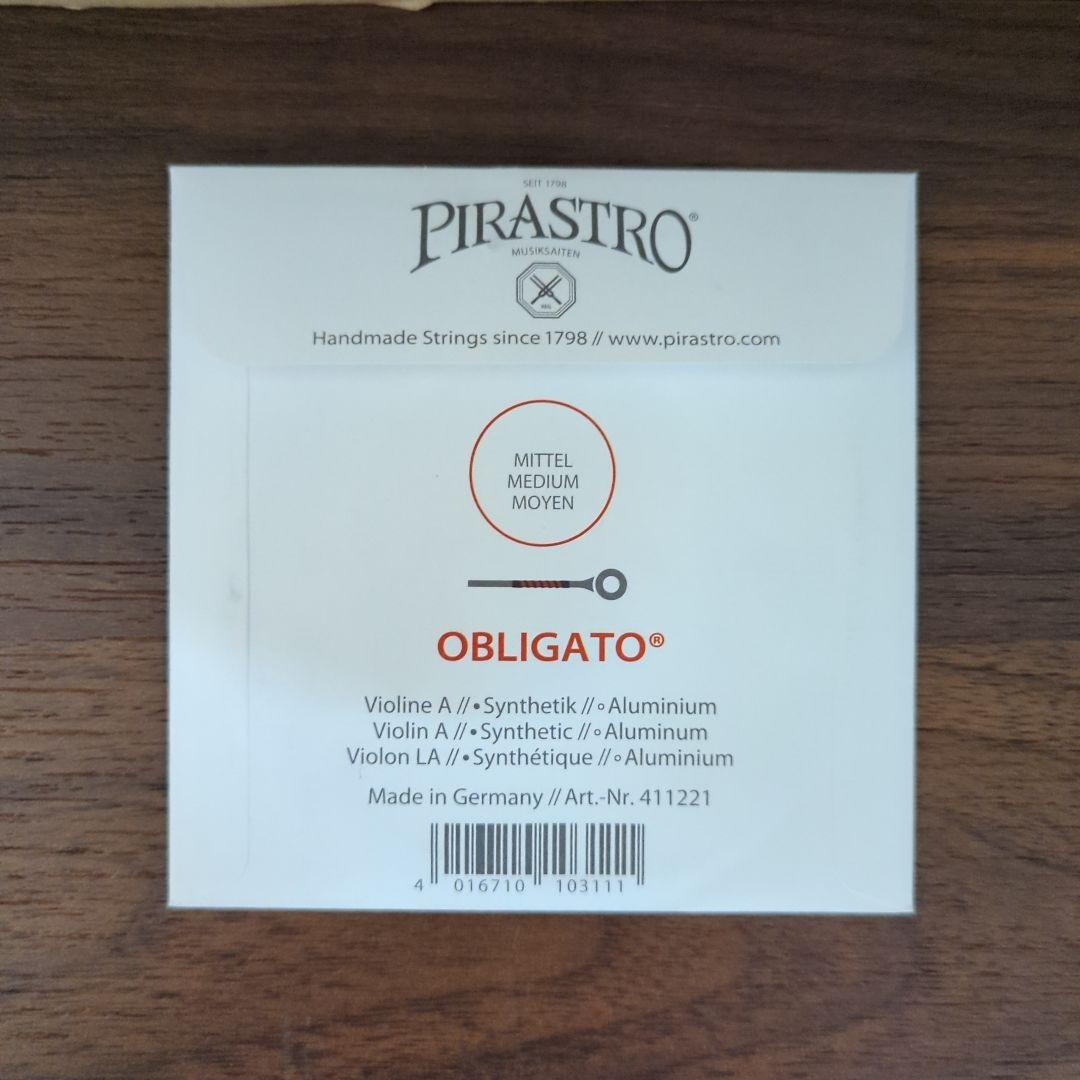 SEIT 1798
PIRASTRO®
MUSIKSAITEN
Handmade Strings since 1798 // www.pirastro.com
MITTEL
MEDIUM
MOYEN
OBLIGATO®
Violine A // • Synthetik // ◦ Aluminium
Violin A // • Synthetic // ◦ Aluminum
Violon LA // • Synthétique // ◦ Aluminium
Made in Germany // Art.-Nr. 411221
4 016710 103111